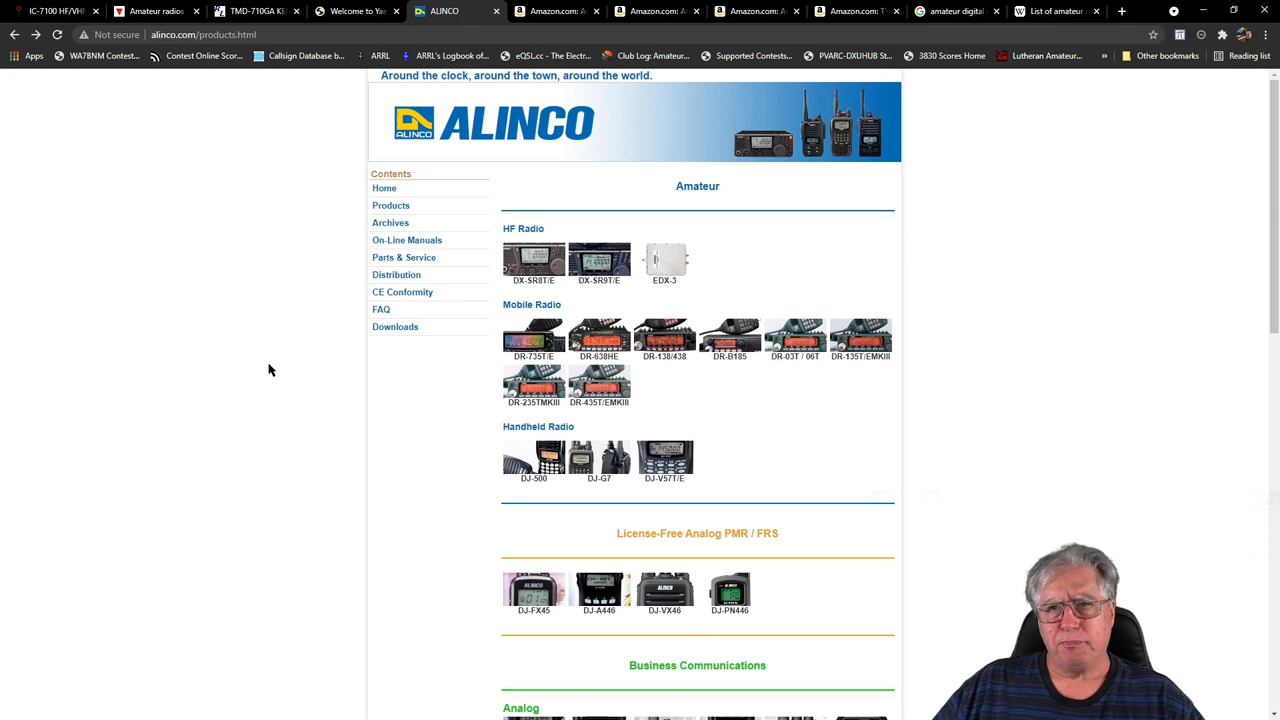 IC-7100 HF/VHF
Amateur radios
TMD-710GA KE
Welcome to Yae
ALINCO
Amazon.com
Amazon.com
Amazon.com
Amazon.com T
amateur digital
List of amateur
Not secure alinco.com/products.html
Apps
WA7BNM Contest...
Contest Online Sco...
Callsign Database b...
ARRL
ARRL's Logbook of...
eQSL.cc - The Electr...
Club Log: Amateur...
Supported Contests...
PVARC-DXUHUB St...
3830 Scores Home
Lutheran Amateur...
»
Other bookmarks
Reading list
Around the clock, around the town, around the world.
ALINCO ALINCO
Contents
Home
Products
Archives
On-Line Manuals
Parts & Service
Distribution
CE Conformity
FAQ
Downloads
Amateur
HF Radio
DX-SR8T/E DX-SR9T/E EDX-3
Mobile Radio
DR-735T/E DR-638HE DR-138/438 DR-B185 DR-03T / 06T DR-135T/EMKIII
DR-235TMKIII DR-435T/EMKIII
Handheld Radio
DJ-500 DJ-G7 DJ-V57T/E
License-Free Analog PMR / FRS
DJ-FX45 DJ-A446 DJ-VX46 DJ-PN446
Business Communications
Analog